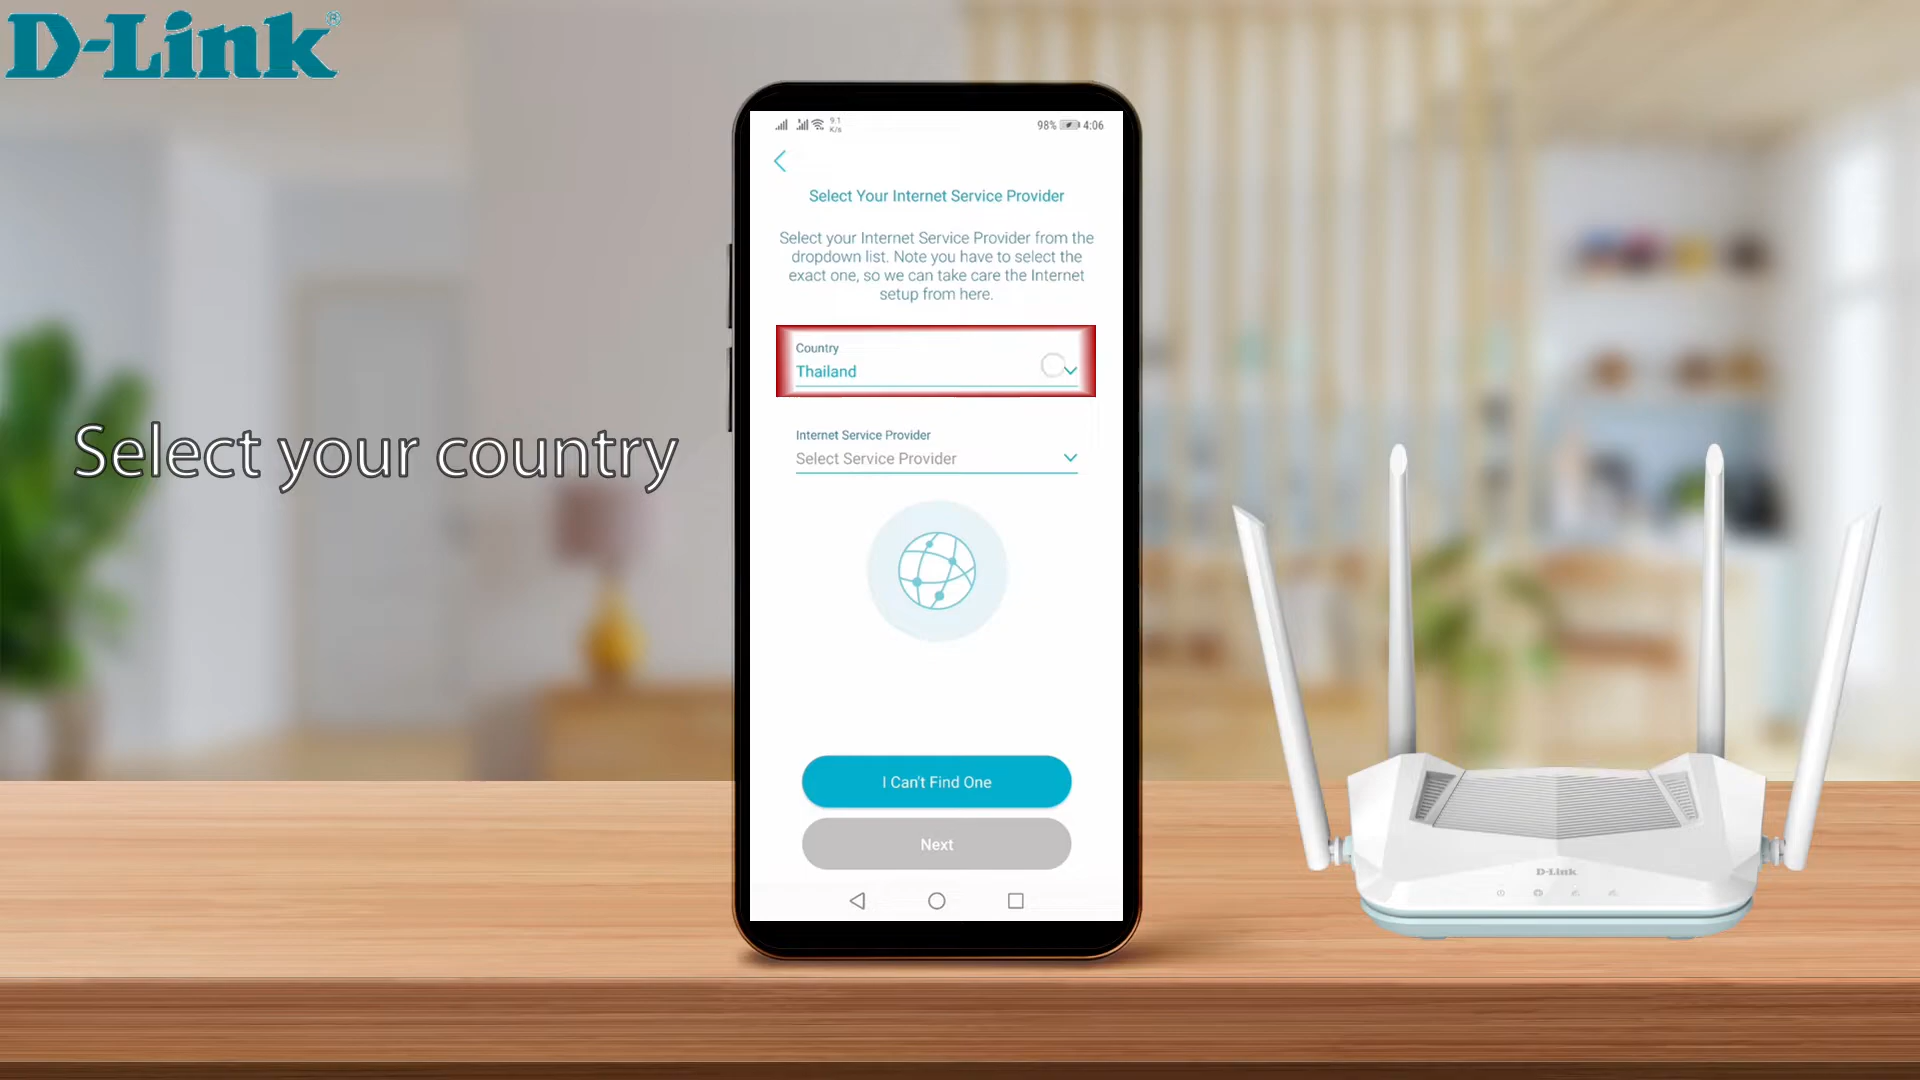 D-Link®
9.1
K/s
98% 4:06
Select Your Internet Service Provider
Select your Internet Service Provider from the
dropdown list. Note you have to select the
exact one, so we can take care the Internet
setup from here.
Country
Thailand
Select your country
Internet Service Provider
Select Service Provider
I Can't Find One
Next
D-Link